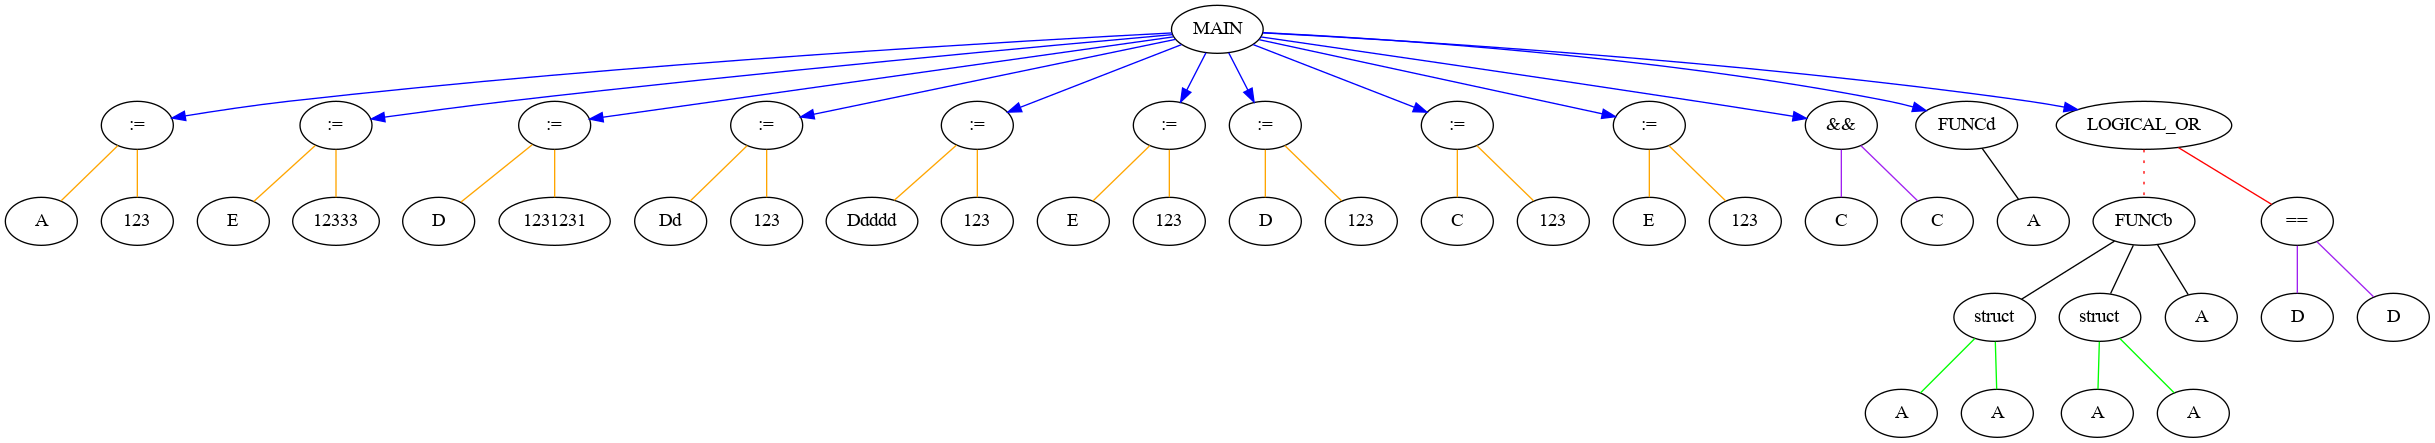 MAIN
:= := := := := := := := := && FUNCd LOGICAL_OR
A 123 E 12333 D 1231231 Dd 123 Ddddd 123 E 123 D 123 C 123 E 123 C C A FUNCb ==
struct struct A D D
A A A A